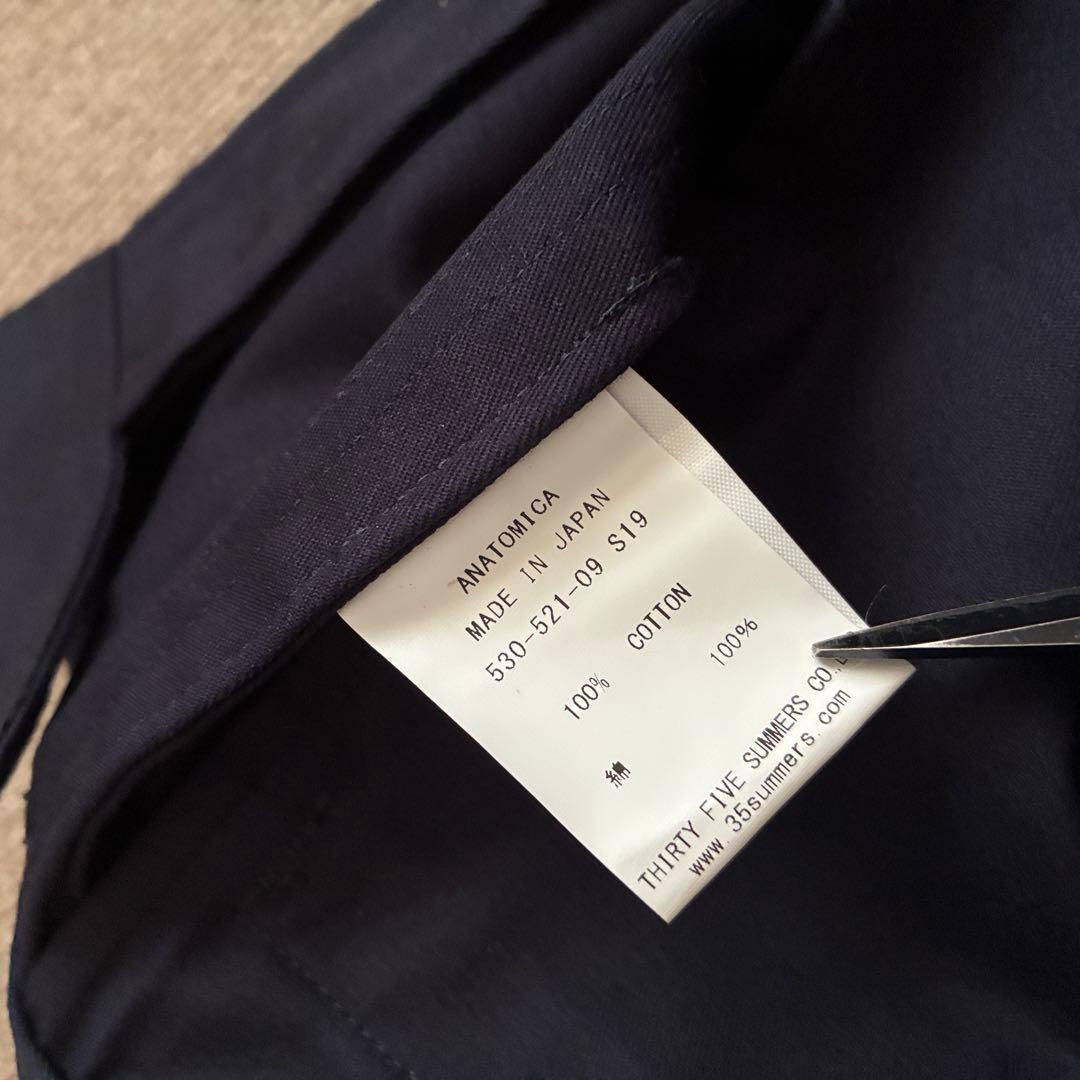 ANATOMICA
MADE IN JAPAN
530-521-09 S19
綿 100%
COTTON 100%
THIRTY FIVE SUMMERS CO.,
www.35summers.com